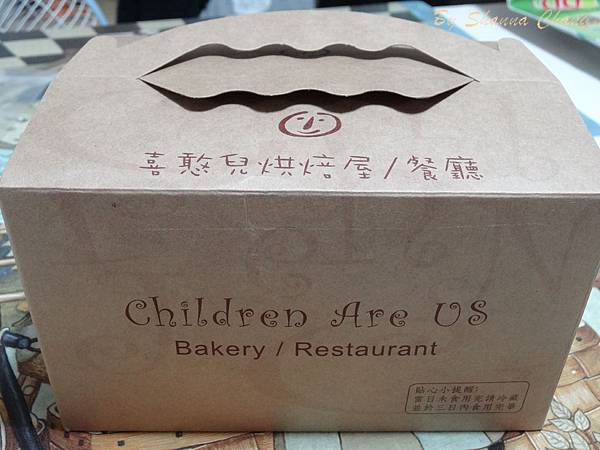 By Shanna Chang
喜憨兒烘焙屋/餐廳
Children Are US
Bakery / Restaurant
貼心小提醒:
當日未食用完請冷藏
並於三日內食用完畢